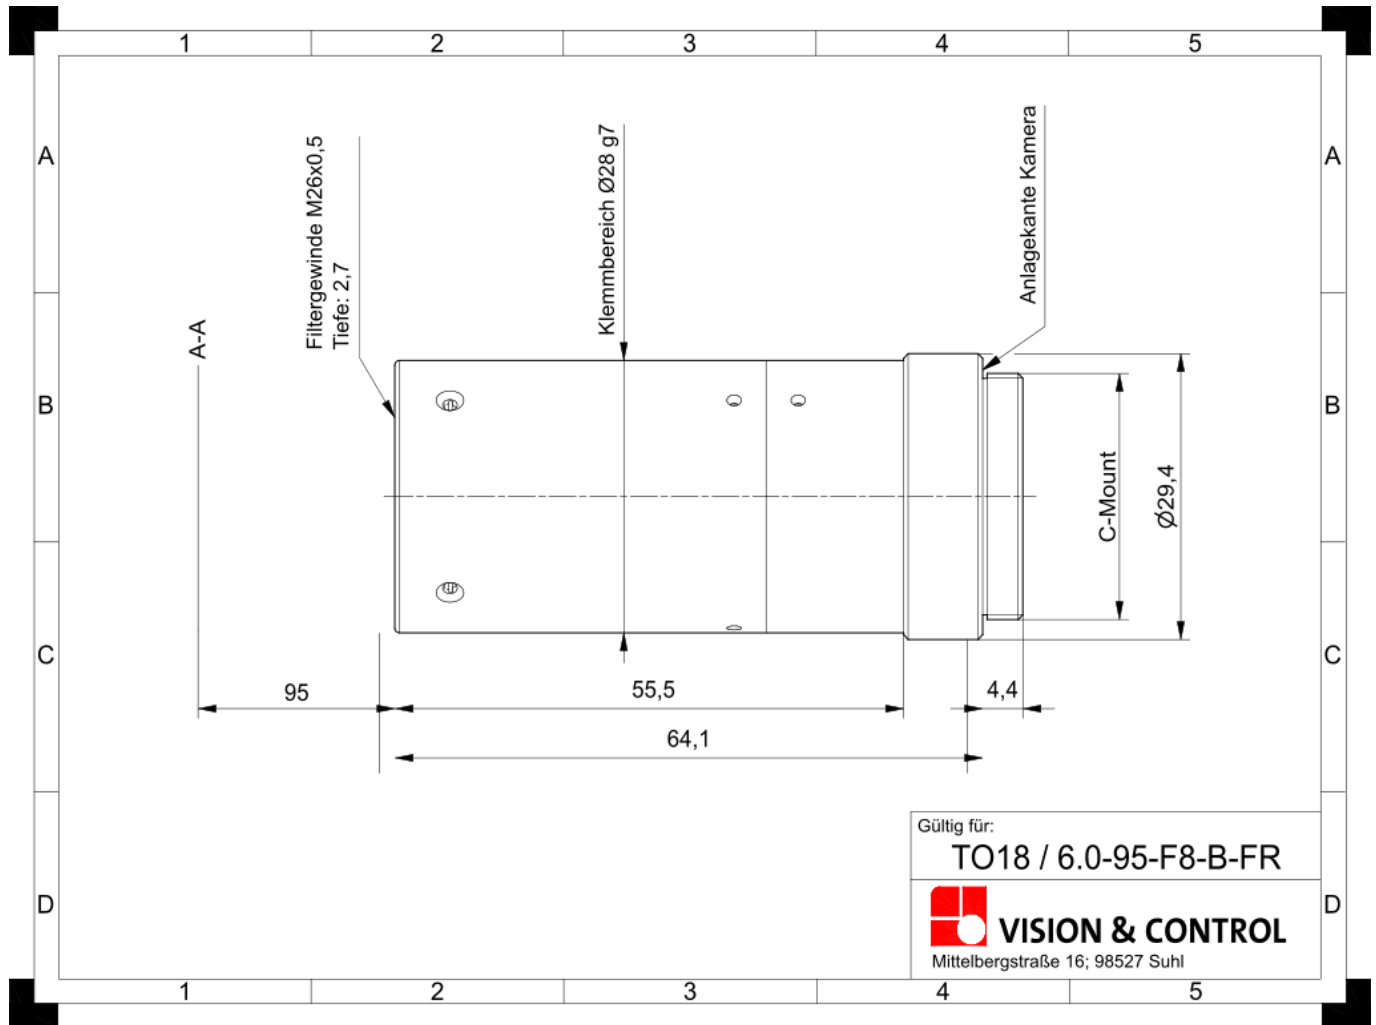 1 2 3 4 5
A A
B B
C C
D D
A-A
Filtergewinde M26x0,5
Tiefe: 2,7
Klemmbereich Ø28 g7
Anlagekante Kamera
C-Mount
Ø29,4
95
55,5
4,4
64,1
Gültig für:
TO18 / 6.0-95-F8-B-FR
VISION & CONTROL
Mittelbergstraße 16; 98527 Suhl
1 2 3 4 5